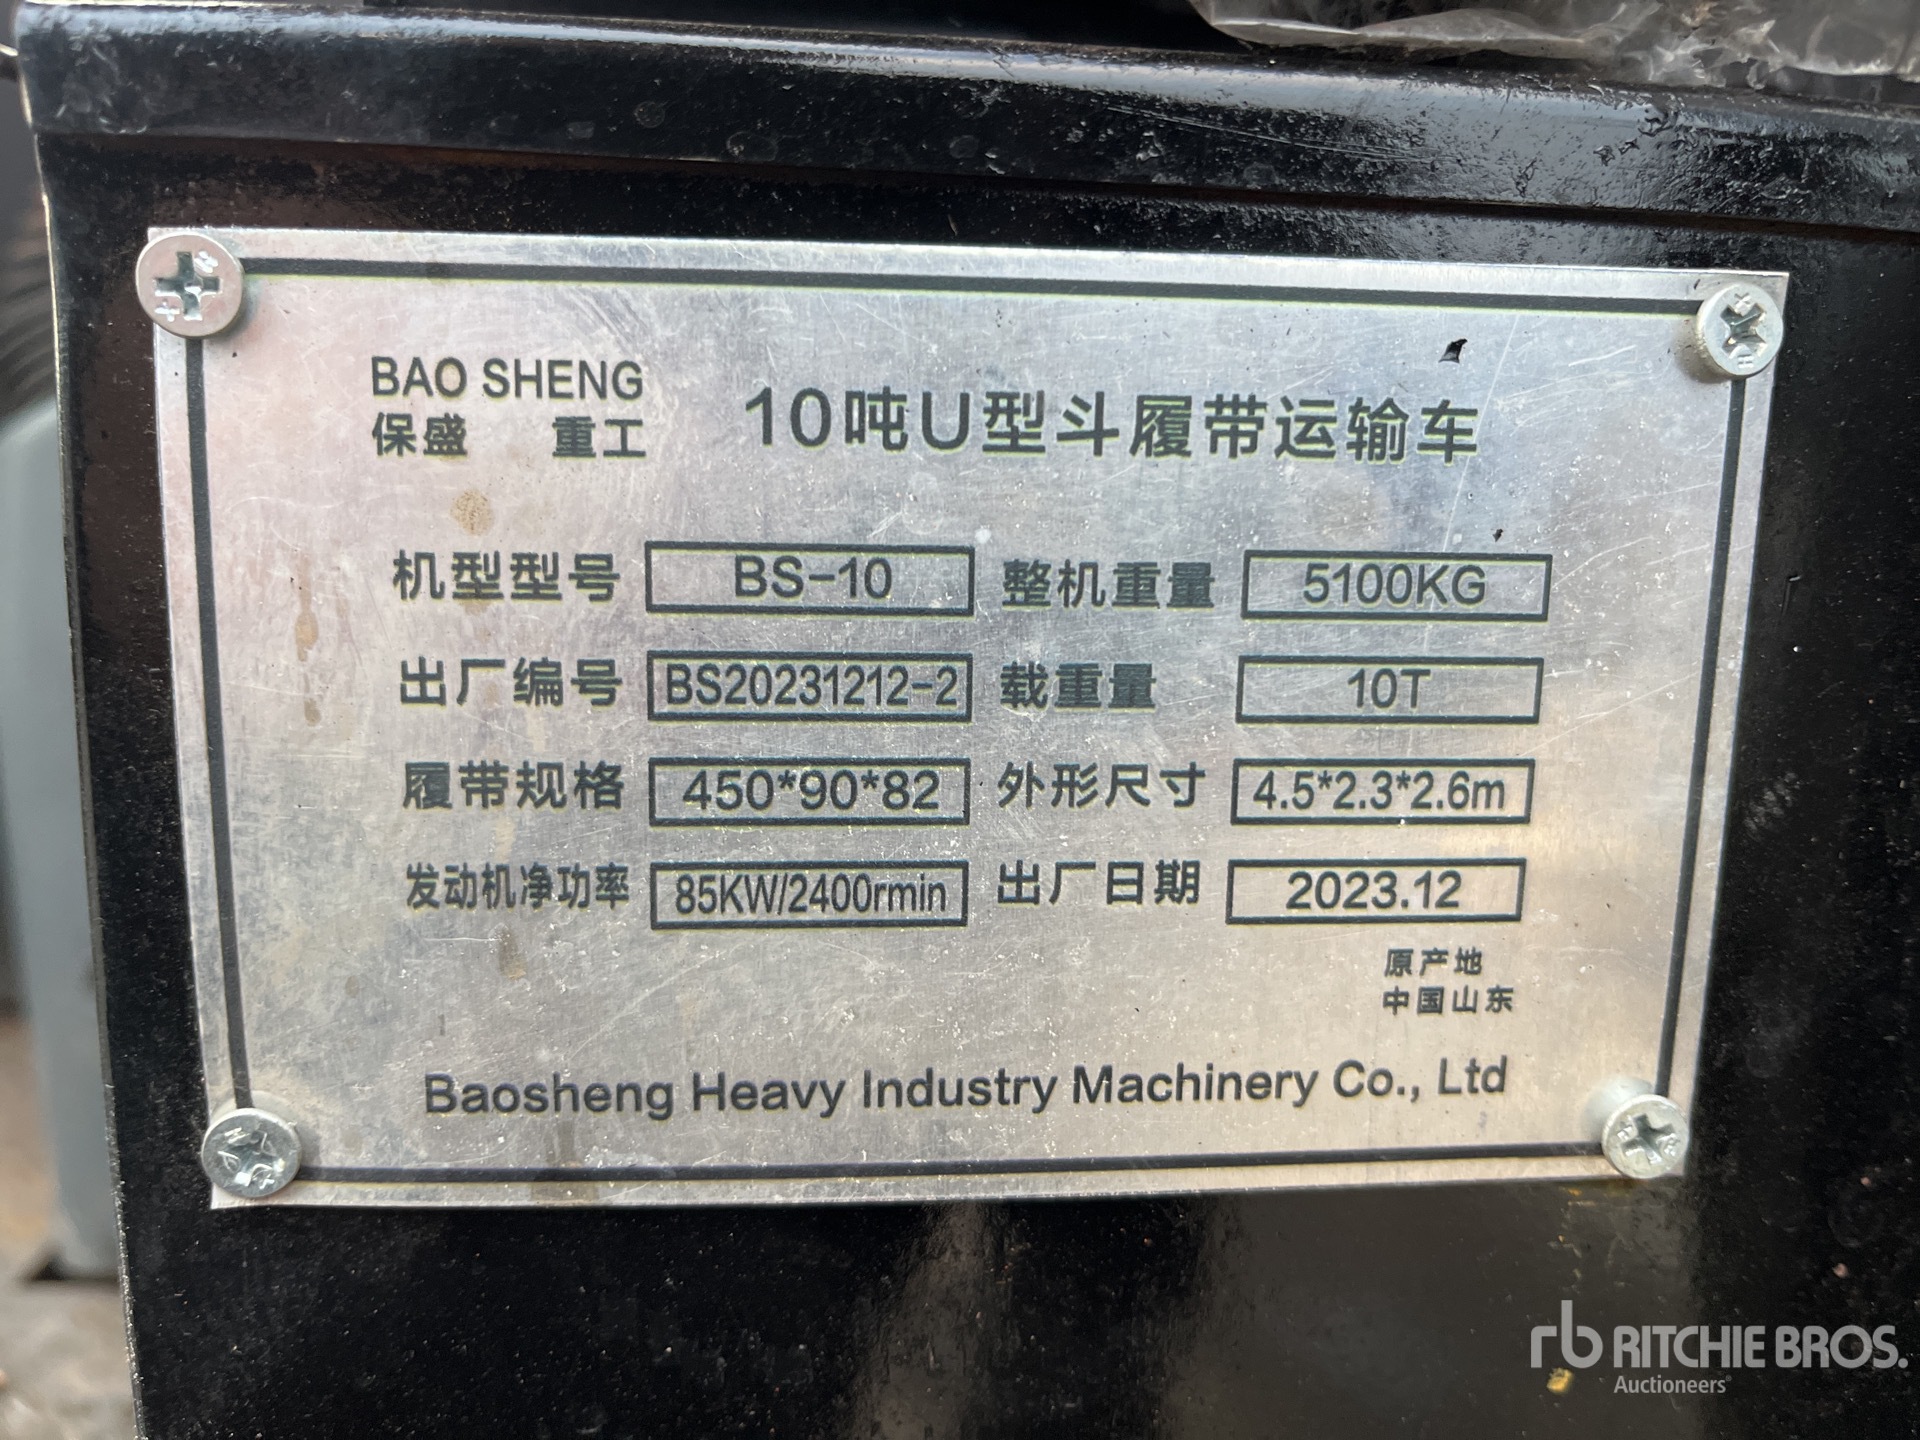 BAO SHENG
保盛 重工
10吨U型斗履带运输车
机型型号 BS-10 整机重量 5100KG
出厂编号 BS20231212-2 载重量 10T
履带规格 450*90*82 外形尺寸 4.5*2.3*2.6m
发动机净功率 85KW/2400rmin 出厂日期 2023.12
原产地
中国山东
Baosheng Heavy Industry Machinery Co., Ltd
rb RITCHIE BROS.
Auctioneers